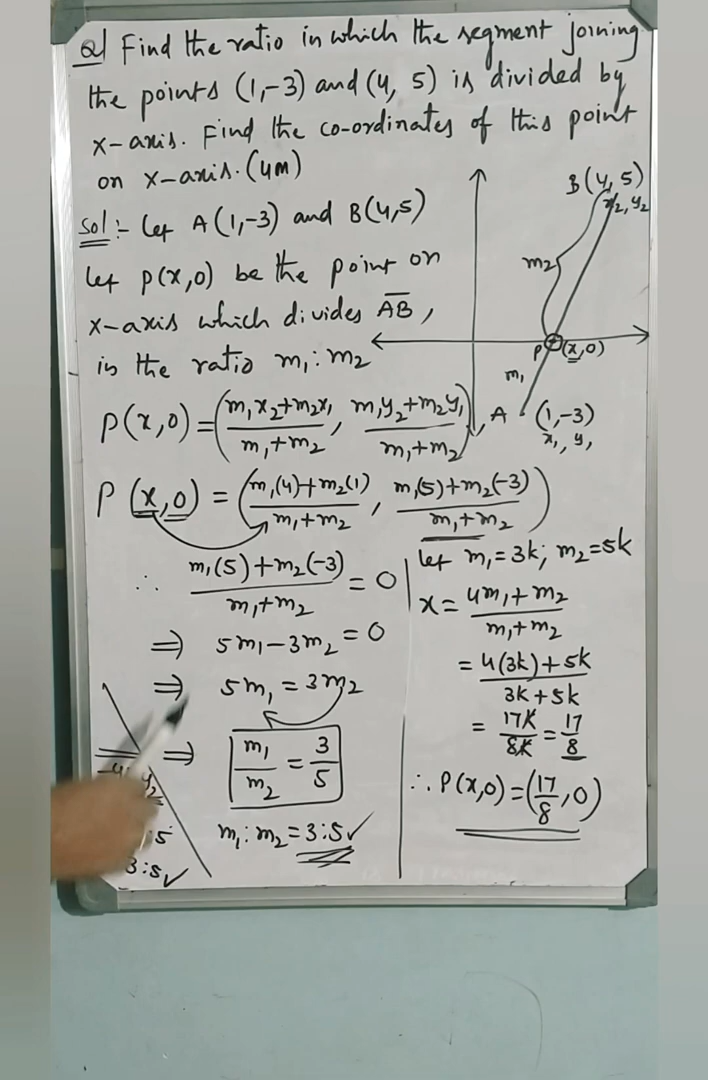 Q| Find the ratio in which the segment joining
the points (1,-3) and (4, 5) is divided by
x-axis. Find the co-ordinates of this point
on x-axis. (4m)
B(4,5)
x2, y2
m2
P (x,0)
m1
A (1,-3)
x1, y1
Sol:- Let A(1,-3) and B(4,5)
Let P(x,0) be the point on
x-axis which divides AB,
in the ratio m1:m2
P(x,0) = (m1x2+m2x1/m1+m2, m1y2+m2y1/m1+m2),
P(x,0) = (m1(4)+m2(1)/m1+m2, m1(5)+m2(-3)/m1+m2)
∴ m1(5)+m2(-3)/m1+m2 = 0
⇒ 5m1-3m2 = 0
⇒ 5m1 = 3m2
⇒ m1/m2 = 3/5
m1:m2 = 3:5✓
y2
:5
3:5✓
Let m1=3k; m2=5k
x = 4m1+m2/m1+m2
= 4(3k)+5k/3k+5k
= 17k/8k = 17/8
∴ P(x,0) = (17/8, 0)